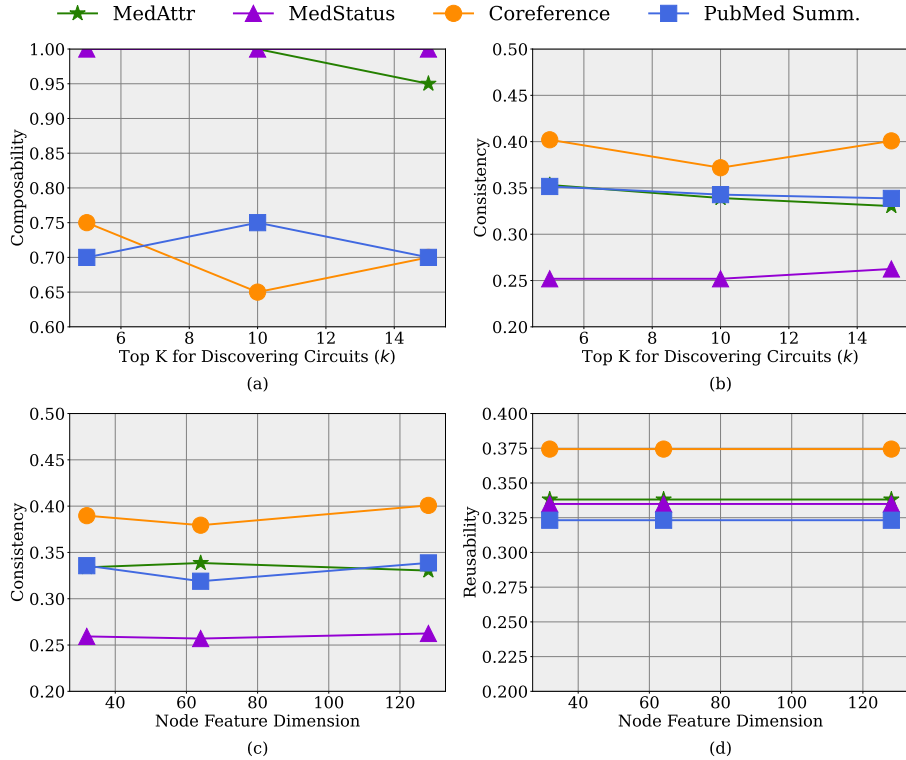 MedAttr MedStatus Coreference PubMed Summ.
1.00
0.95
0.90
0.85
0.80
0.75
0.70
0.65
0.60
Composability
6 8 10 12 14
Top K for Discovering Circuits (k)
(a)
0.50
0.45
0.40
0.35
0.30
0.25
0.20
Consistency
6 8 10 12 14
Top K for Discovering Circuits (k)
(b)
0.50
0.45
0.40
0.35
0.30
0.25
0.20
Consistency
40 60 80 100 120
Node Feature Dimension
(c)
0.400
0.375
0.350
0.325
0.300
0.275
0.250
0.225
0.200
Reusability
40 60 80 100 120
Node Feature Dimension
(d)